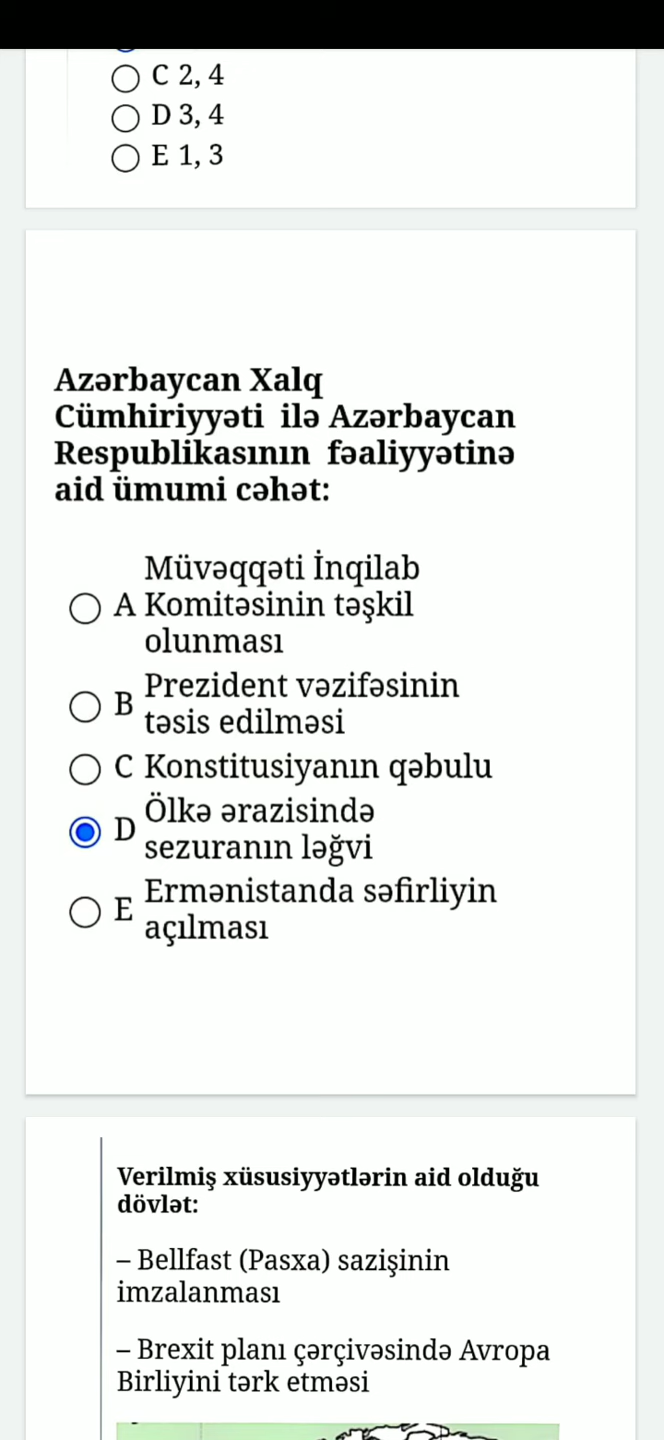 C 2, 4
D 3, 4
E 1, 3
Azərbaycan Xalq
Cümhiriyyəti ilə Azərbaycan
Respublikasının fəaliyyətinə
aid ümumi cəhət:
Müvəqqəti İnqilab
A Komitəsinin təşkil
olunması
B Prezident vəzifəsinin
təsis edilməsi
C Konstitusiyanın qəbulu
D Ölkə ərazisində
sezuranın ləğvi
E Ermənistanda səfirliyin
açılması
Verilmiş xüsusiyyətlərin aid olduğu
dövlət:
– Bellfast (Pasxa) sazişinin
imzalanması
– Brexit planı çərçivəsində Avropa
Birliyini tərk etməsi